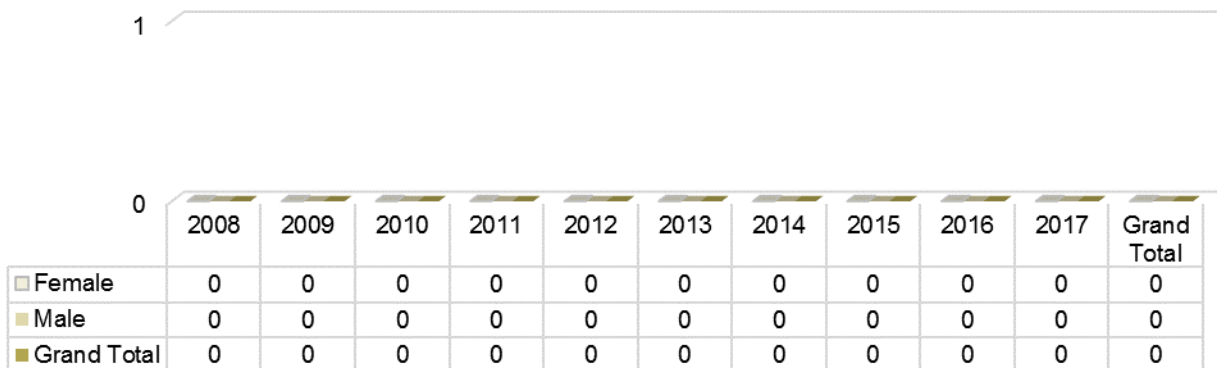 1
0
2008 2009 2010 2011 2012 2013 2014 2015 2016 2017 Grand Total
Female 0 0 0 0 0 0 0 0 0 0 0
Male 0 0 0 0 0 0 0 0 0 0 0
Grand Total 0 0 0 0 0 0 0 0 0 0 0